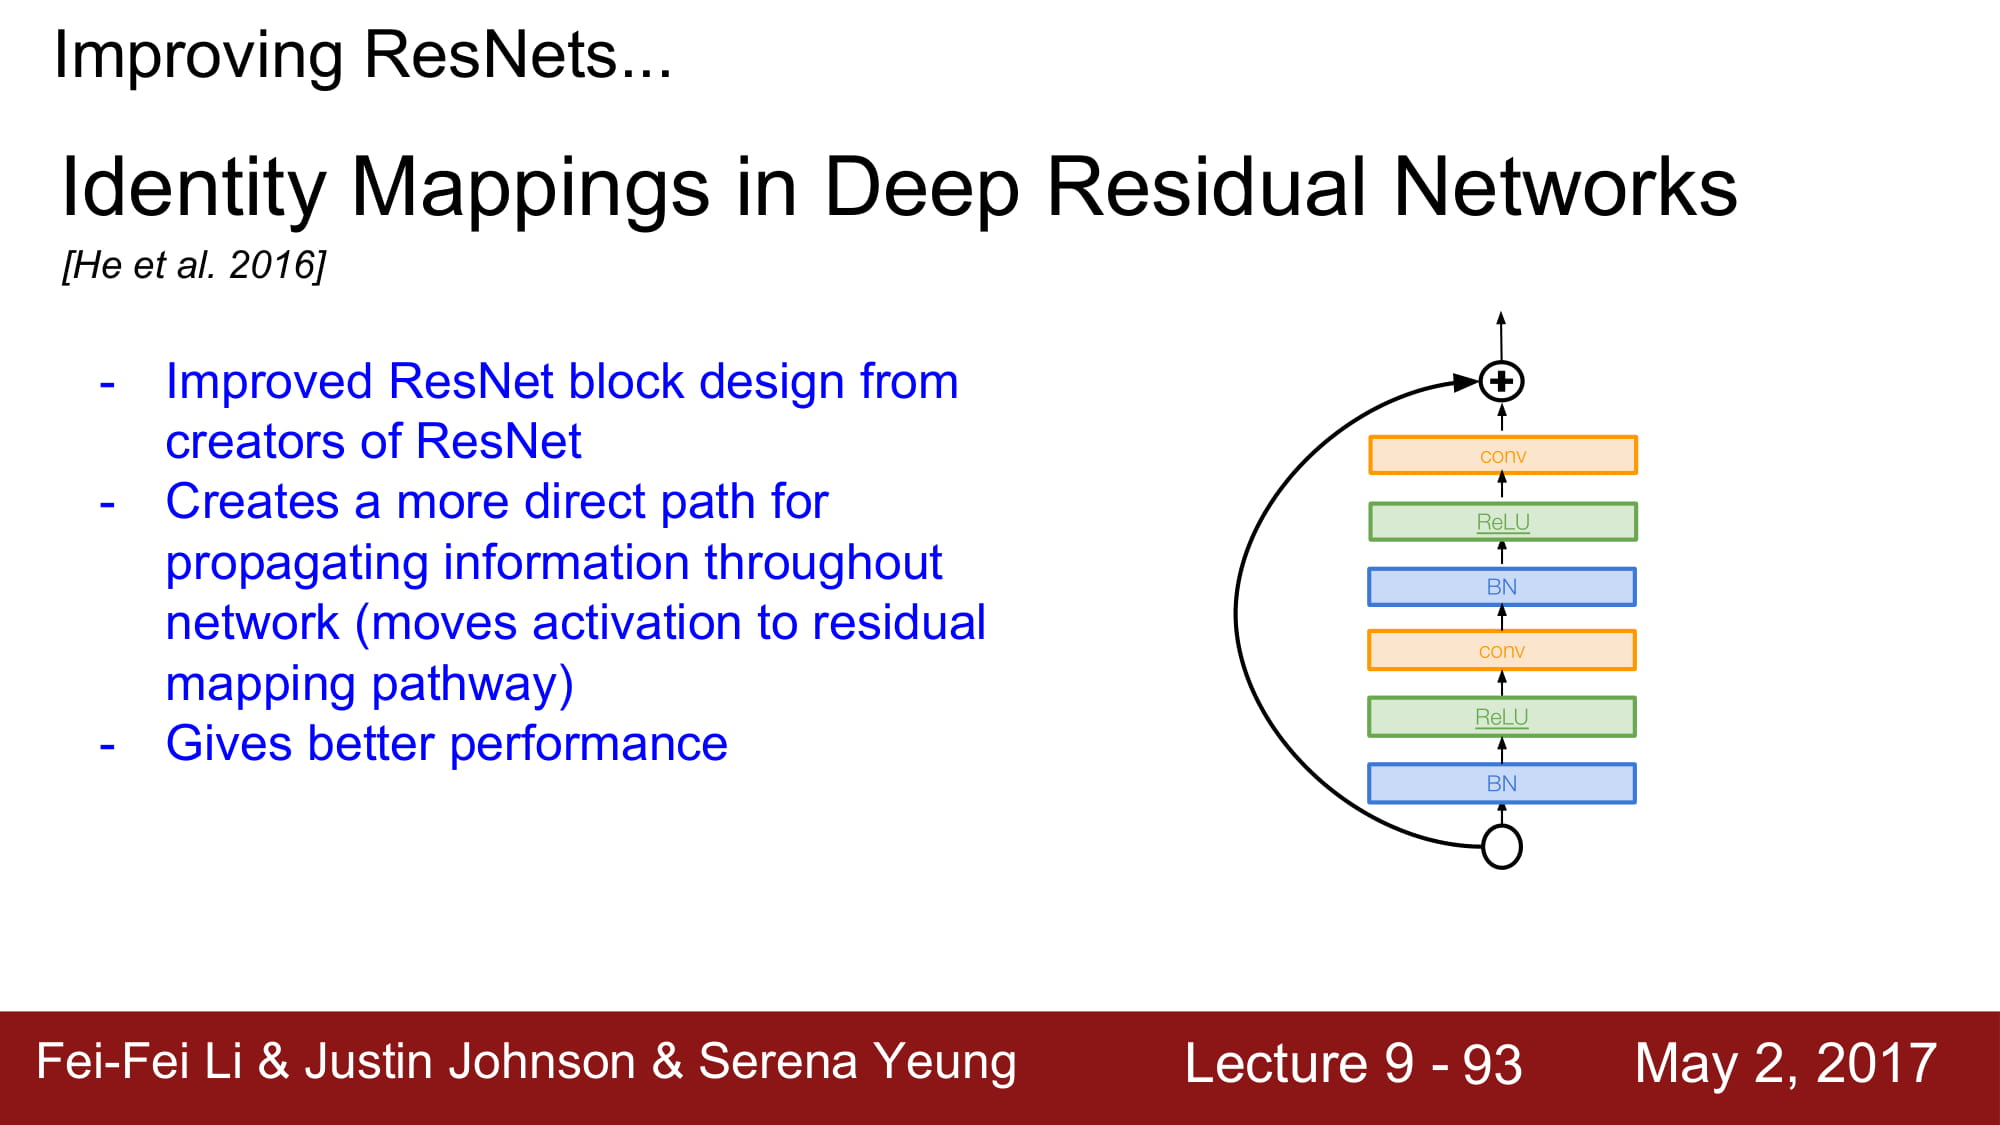 Improving ResNets...
Identity Mappings in Deep Residual Networks
[He et al. 2016]
- Improved ResNet block design from
creators of ResNet
- Creates a more direct path for
propagating information throughout
network (moves activation to residual
mapping pathway)
- Gives better performance
conv
ReLU
BN
conv
ReLU
BN
Fei-Fei Li & Justin Johnson & Serena Yeung
Lecture 9 - 93
May 2, 2017